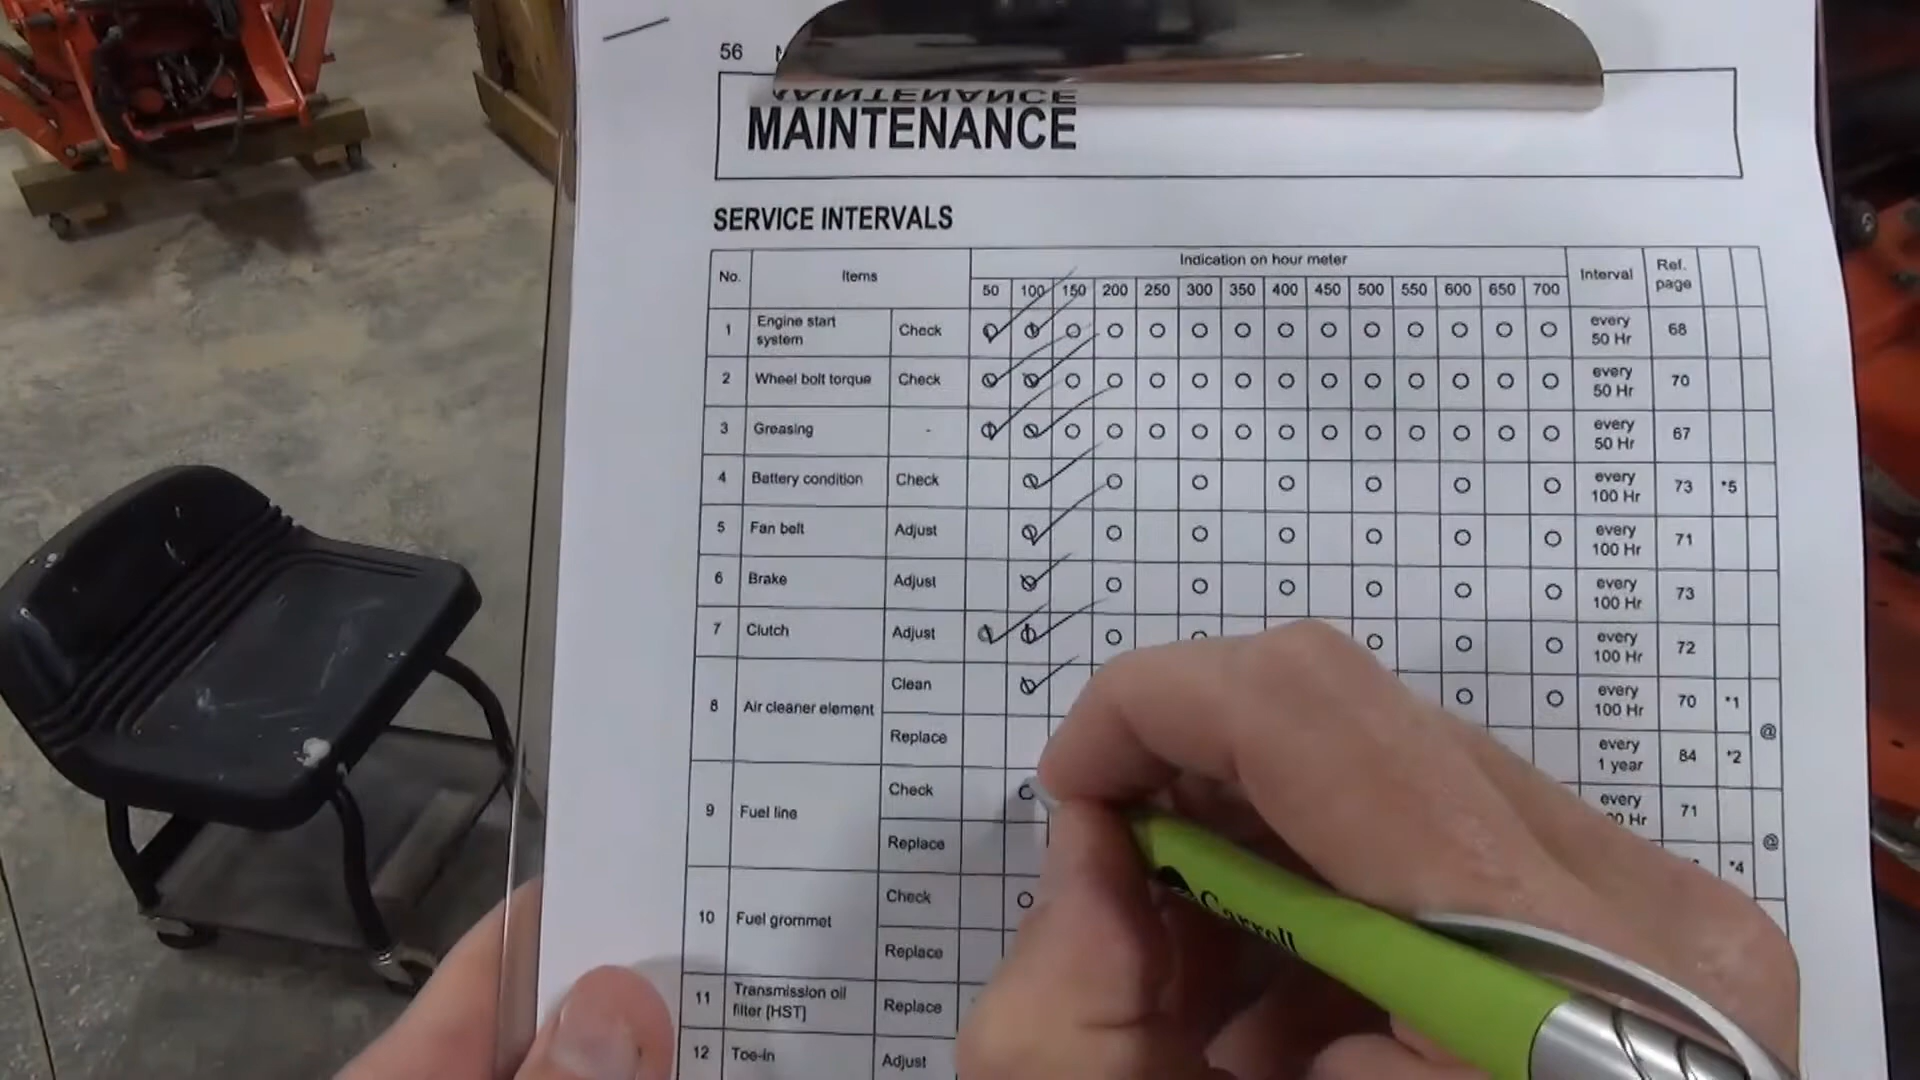 56
MAINTENANCE
SERVICE INTERVALS
No. Items Indication on hour meter Interval Ref. page
50 100 150 200 250 300 350 400 450 500 550 600 650 700
1 Engine start system Check every 50 Hr 68
2 Wheel bolt torque Check every 50 Hr 70
3 Greasing - every 50 Hr 67
4 Battery condition Check every 100 Hr 73 *5
5 Fan belt Adjust every 100 Hr 71
6 Brake Adjust every 100 Hr 73
7 Clutch Adjust every 100 Hr 72
8 Air cleaner element Clean every 100 Hr 70 *1 @
Replace every 1 year 84 *2
9 Fuel line Check every Hr 71 @
Replace *4
10 Fuel grommet Check
Replace
11 Transmission oil filter [HST] Replace
12 Toe-in Adjust
Carroll